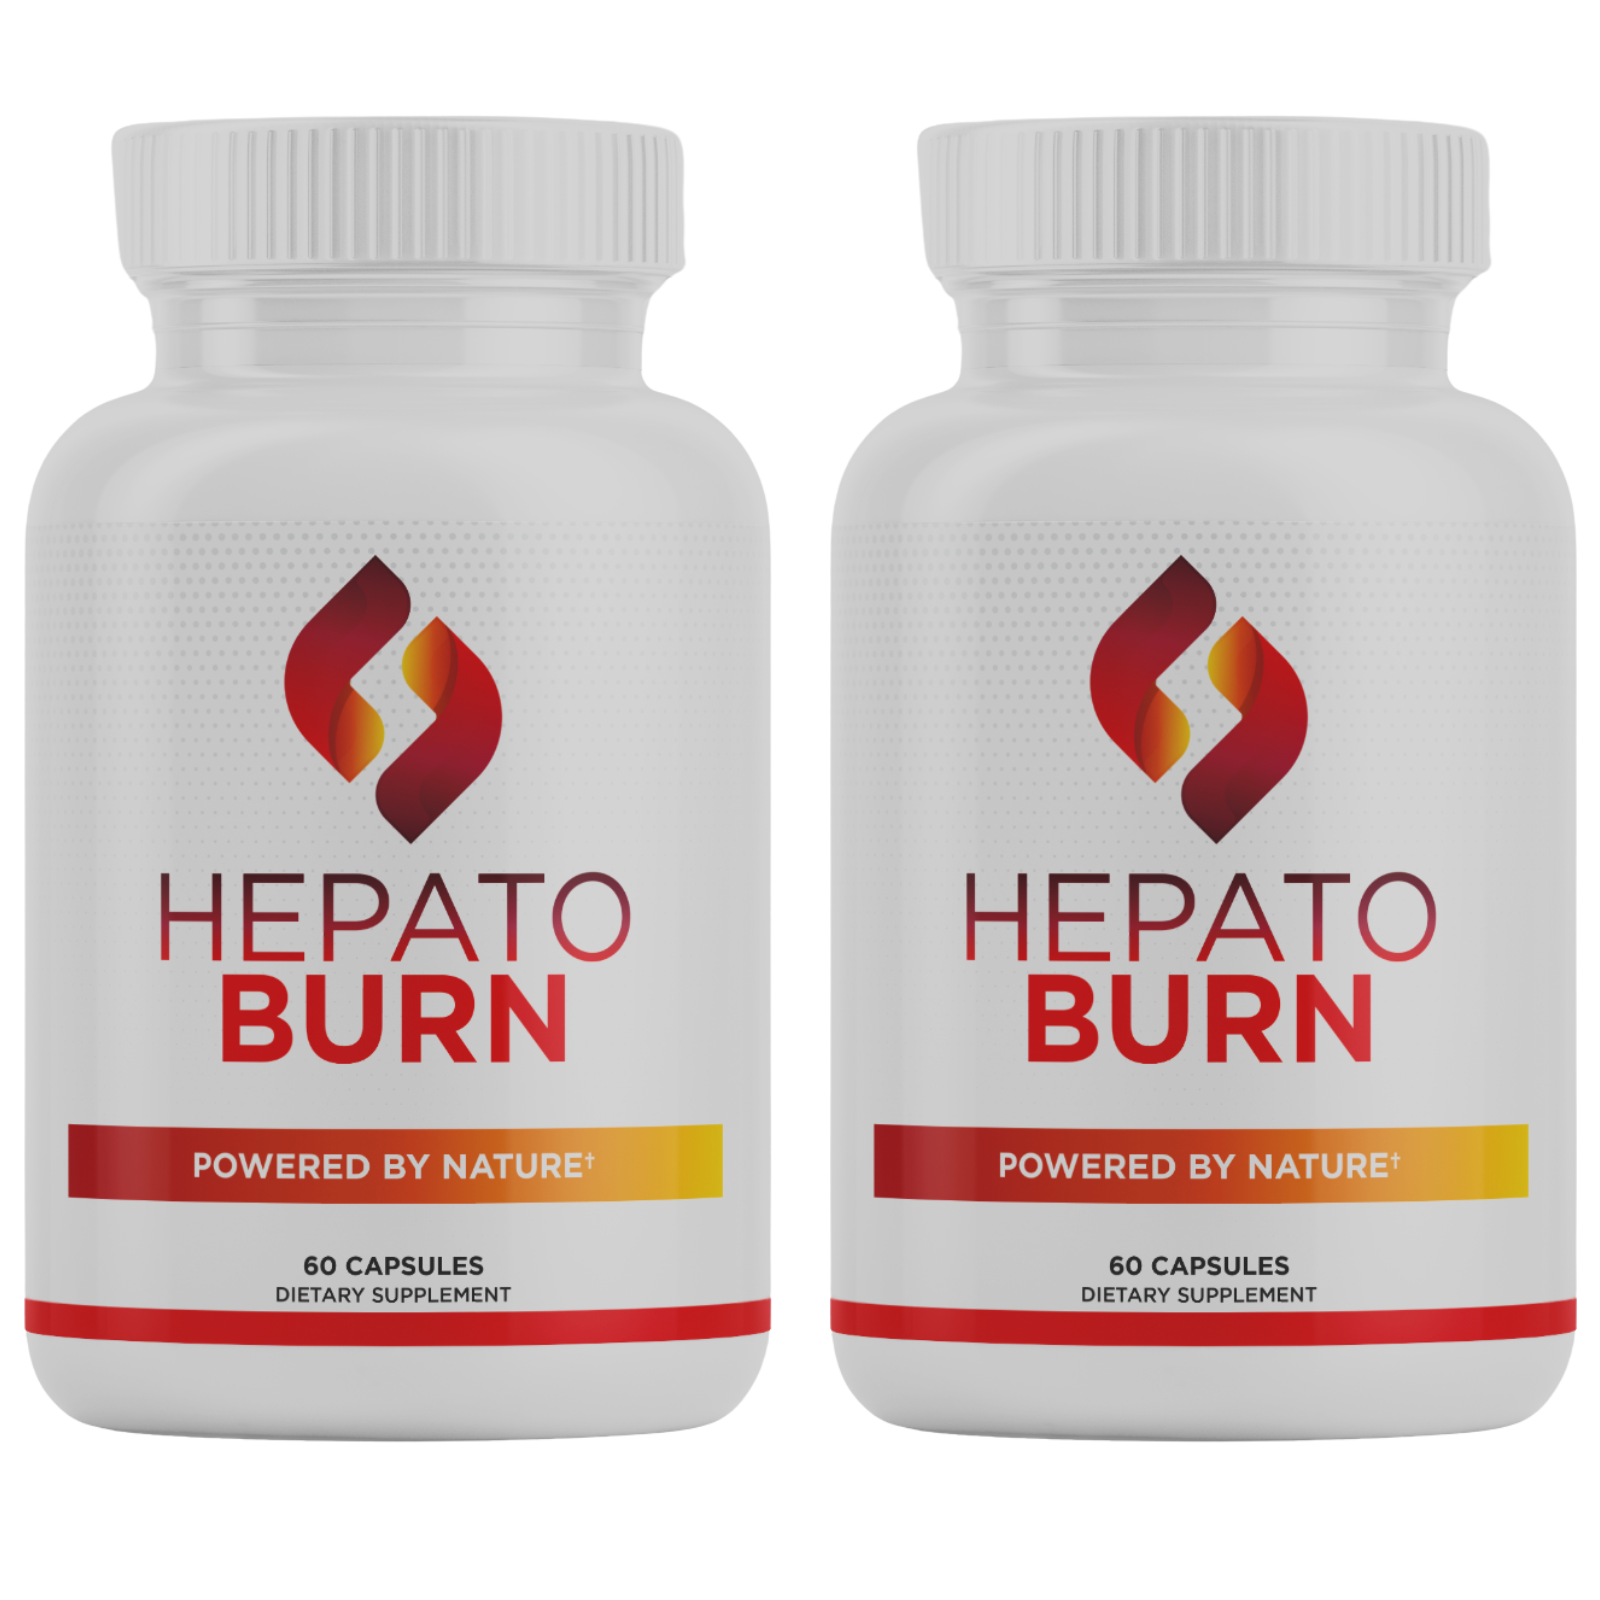 HEPATO
BURN
POWERED BY NATURE†
60 CAPSULES
DIETARY SUPPLEMENT
HEPATO
BURN
POWERED BY NATURE†
60 CAPSULES
DIETARY SUPPLEMENT